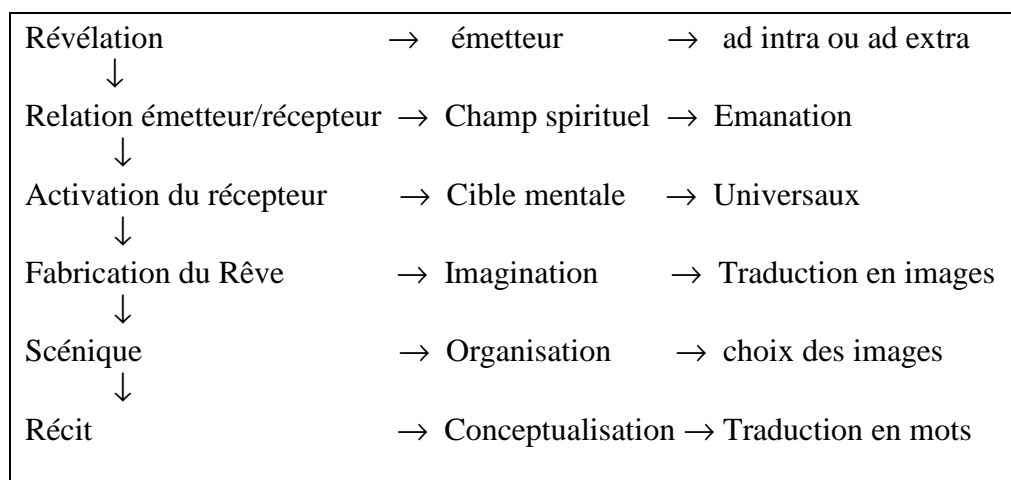 Révélation → émetteur → ad intra ou ad extra
↓
Relation émetteur/récepteur → Champ spirituel → Emanation
↓
Activation du récepteur → Cible mentale → Universaux
↓
Fabrication du Rêve → Imagination → Traduction en images
↓
Scénique → Organisation → choix des images
↓
Récit → Conceptualisation → Traduction en mots